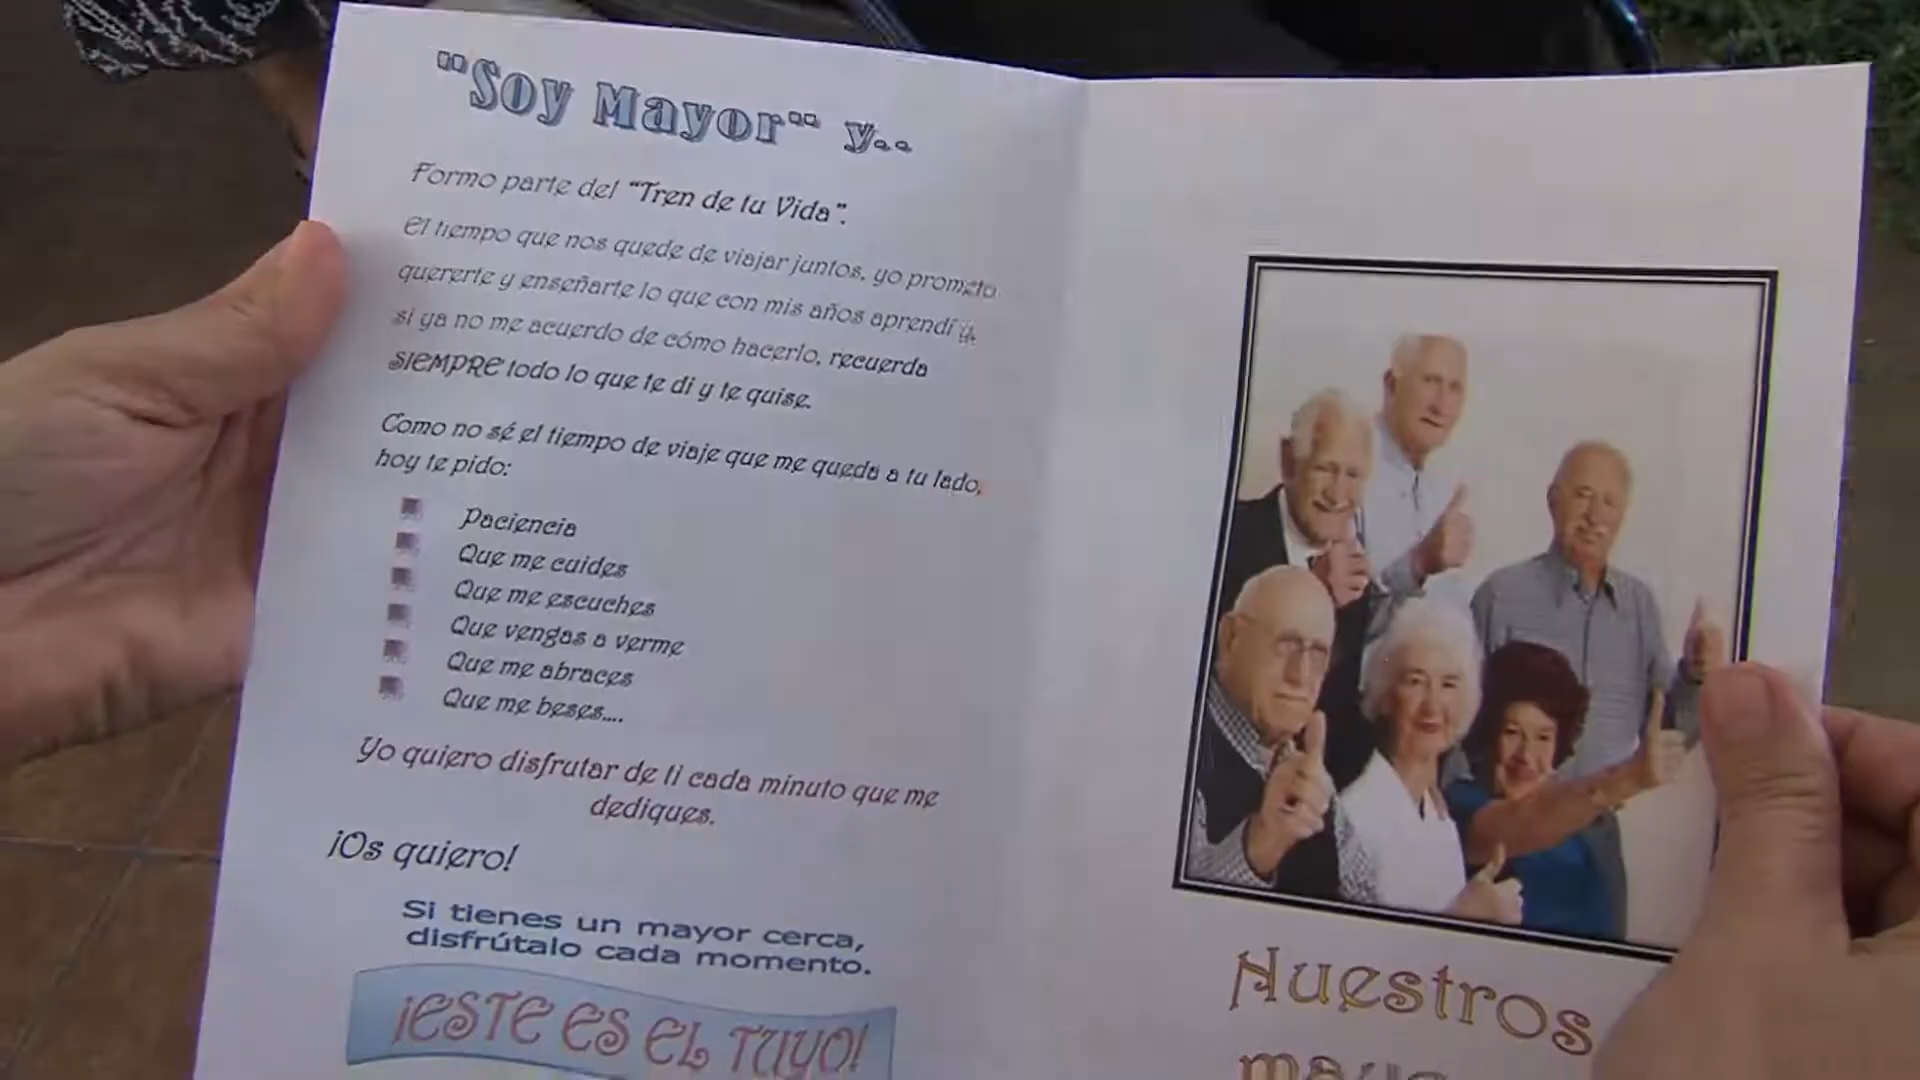 "Soy Mayor" y..
Formo parte del “Tren de tu Vida”.
El tiempo que nos quede de viajar juntos, yo prometo
quererte y enseñarte lo que con mis años aprendí y,
si ya no me acuerdo de cómo hacerlo, recuerda
SIEMPRE todo lo que te di y te quise.
Como no sé el tiempo de viaje que me queda a tu lado,
hoy te pido:
Paciencia
Que me cuides
Que me escuches
Que vengas a verme
Que me abraces
Que me beses....
Yo quiero disfrutar de ti cada minuto que me
dediques.
¡Os quiero!
Si tienes un mayor cerca,
disfrútalo cada momento.
¡ESTE ES EL TUYO!
Nuestros